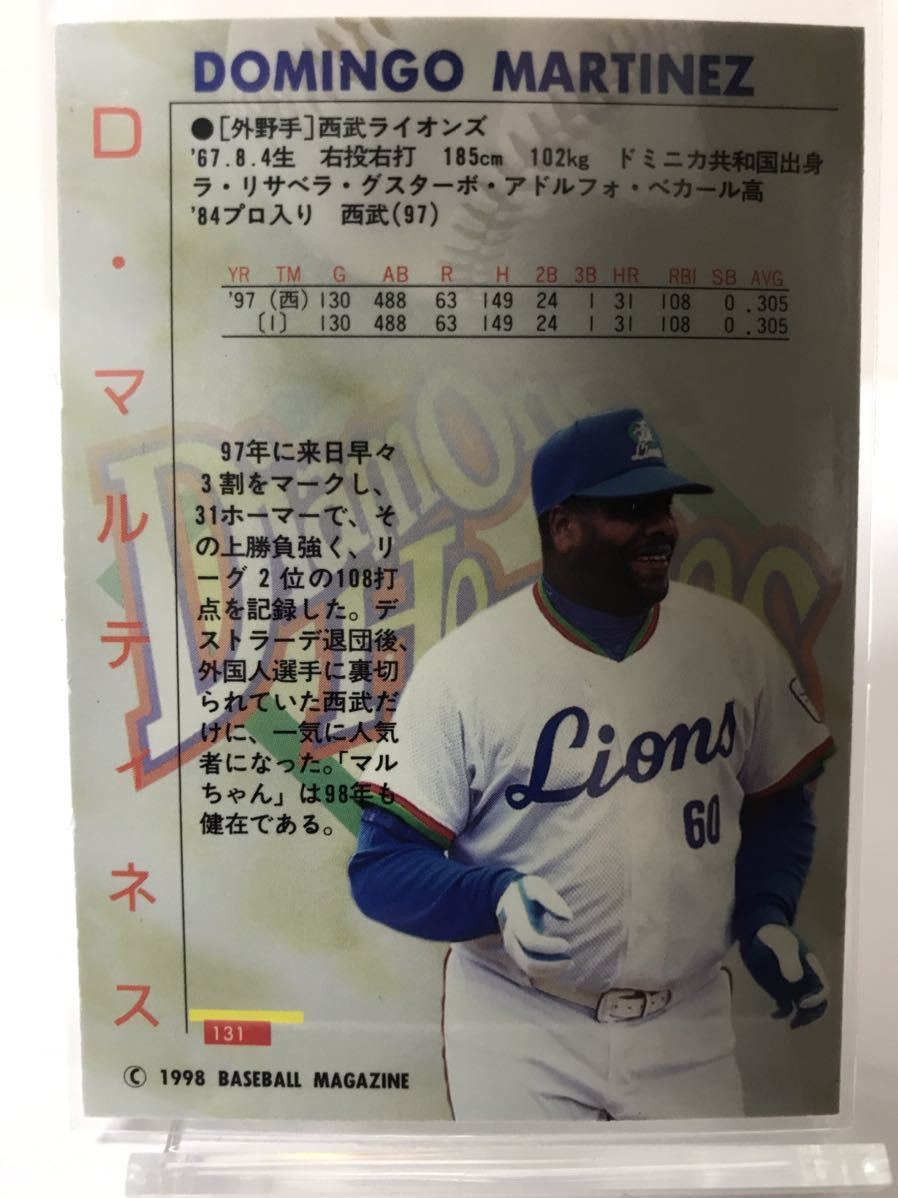 DOMINGO MARTINEZ
D・マルティネス
●[外野手]西武ライオンズ
'67.8.4生 右投右打 185cm 102kg ドミニカ共和国出身
ラ・リサベラ・グスターボ・アドルフォ・ベカール高
'84プロ入り 西武(97)
YR TM G AB R H 2B 3B HR RBI SB AVG
'97 (西) 130 488 63 149 24 1 31 108 0 .305
〔1〕 130 488 63 149 24 1 31 108 0 .305
97年に来日早々
3割をマークし、
31ホーマーで、そ
の上勝負強く、リ
ーグ2位の108打
点を記録した。デ
ストラーデ退団後、
外国人選手に裏切
られていた西武だ
けに、一気に人気
者になった。「マル
ちゃん」は98年も
健在である。
Lions
Lions
60
131
© 1998 BASEBALL MAGAZINE